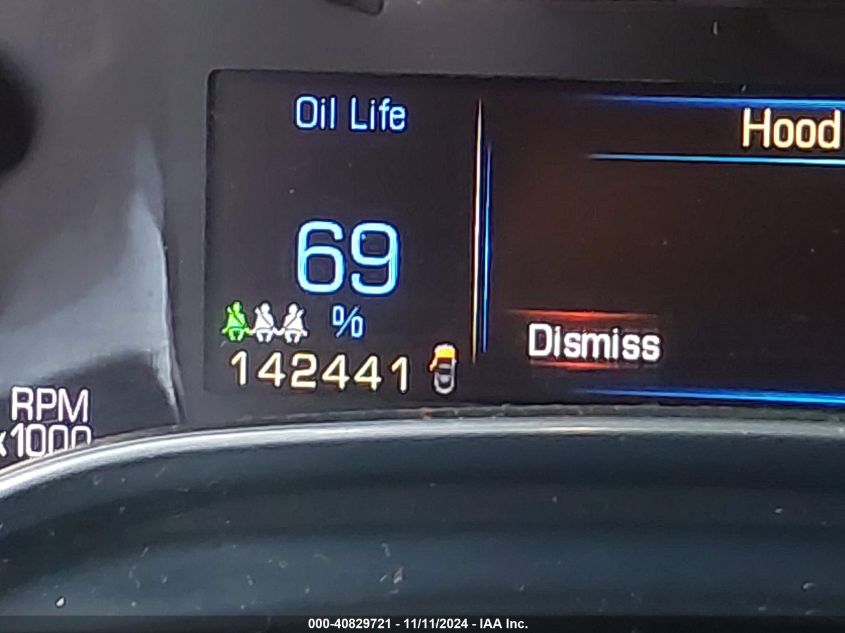 Oil Life
Hood
69
%
Dismiss
142441
RPM
x1000
000-40829721 - 11/11/2024 - IAA Inc.